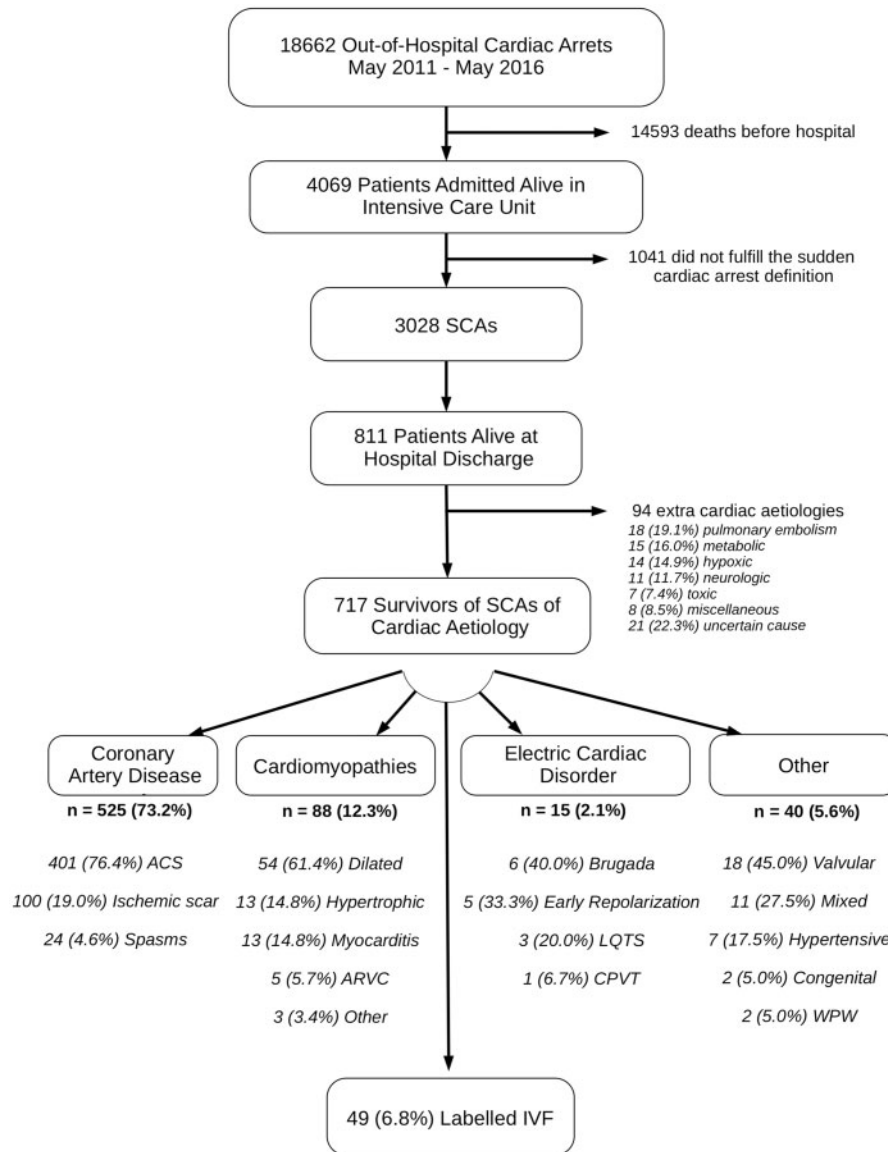 18662 Out-of-Hospital Cardiac Arrets
May 2011 - May 2016
14593 deaths before hospital
4069 Patients Admitted Alive in
Intensive Care Unit
1041 did not fulfill the sudden
cardiac arrest definition
3028 SCAs
811 Patients Alive at
Hospital Discharge
94 extra cardiac aetiologies
18 (19.1%) pulmonary embolism
15 (16.0%) metabolic
14 (14.9%) hypoxic
11 (11.7%) neurologic
7 (7.4%) toxic
8 (8.5%) miscellaneous
21 (22.3%) uncertain cause
717 Survivors of SCAs of
Cardiac Aetiology
Coronary
Artery Disease
n = 525 (73.2%)
401 (76.4%) ACS
100 (19.0%) Ischemic scar
24 (4.6%) Spasms
Cardiomyopathies
n = 88 (12.3%)
54 (61.4%) Dilated
13 (14.8%) Hypertrophic
13 (14.8%) Myocarditis
5 (5.7%) ARVC
3 (3.4%) Other
Electric Cardiac
Disorder
n = 15 (2.1%)
6 (40.0%) Brugada
5 (33.3%) Early Repolarization
3 (20.0%) LQTS
1 (6.7%) CPVT
Other
n = 40 (5.6%)
18 (45.0%) Valvular
11 (27.5%) Mixed
7 (17.5%) Hypertensive
2 (5.0%) Congenital
2 (5.0%) WPW
49 (6.8%) Labelled IVF